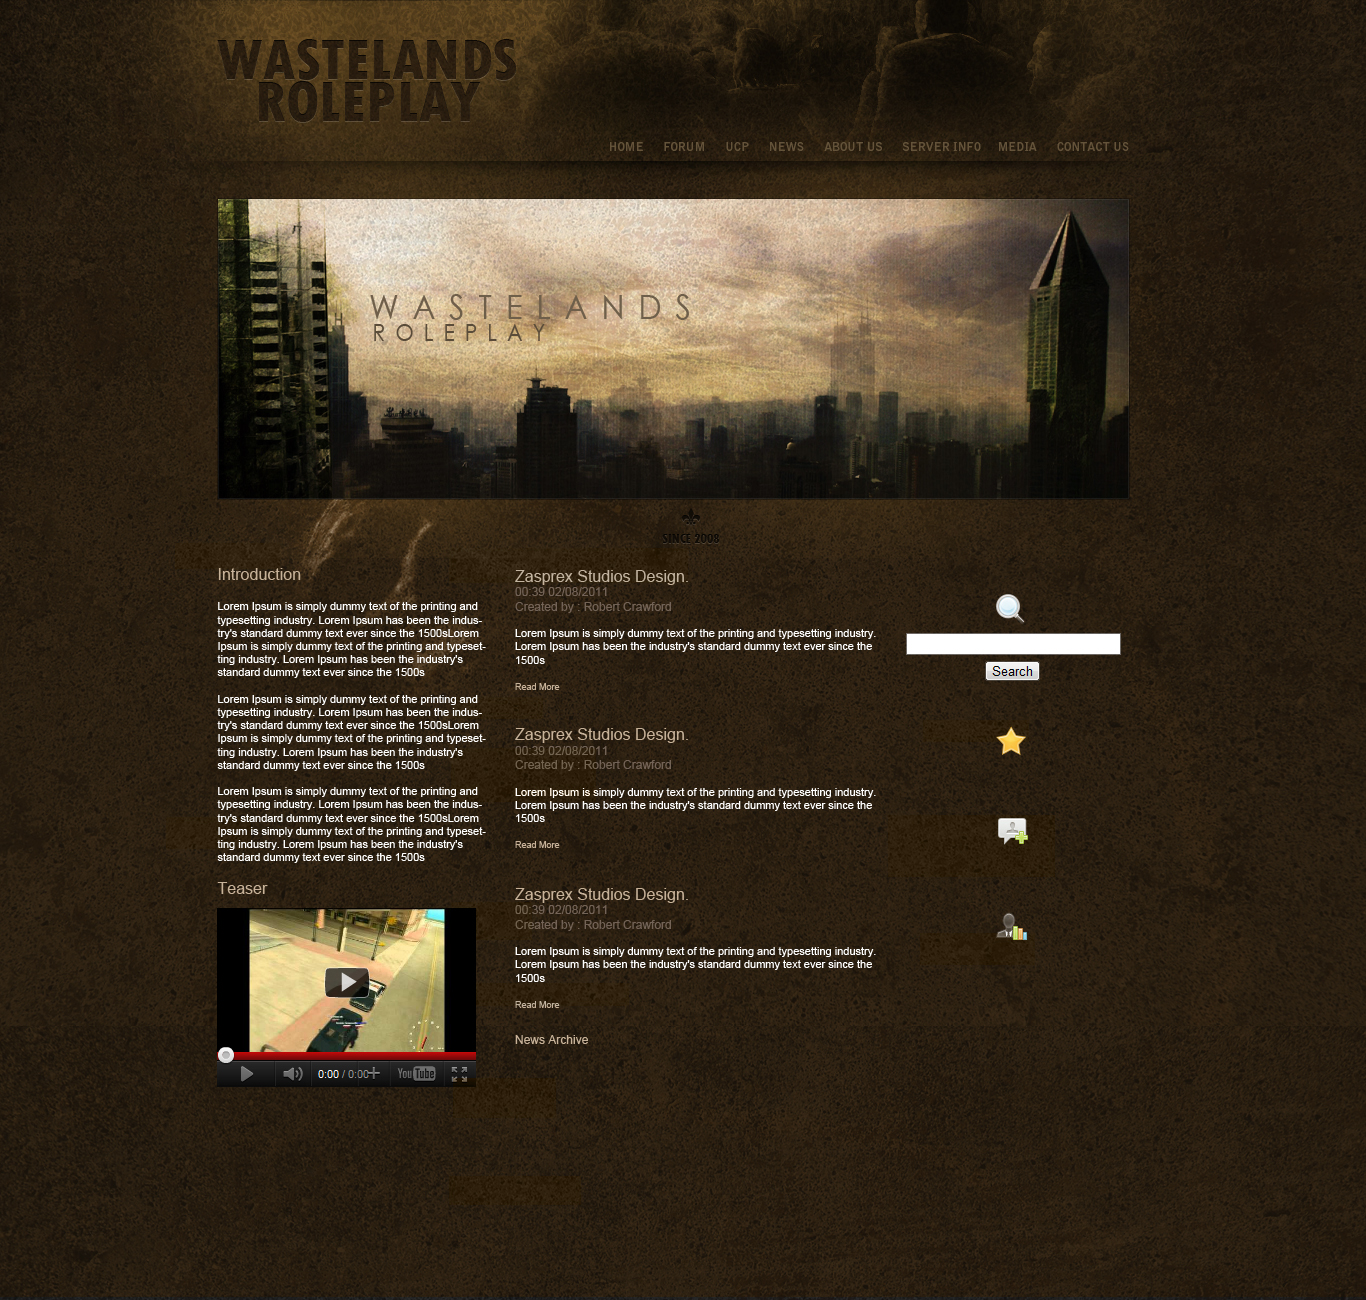 WASTELANDS
ROLEPLAY
HOME FORUM UCP NEWS ABOUT US SERVER INFO MEDIA CONTACT US
WASTELANDS
ROLEPLAY
SINCE 2008
Introduction
Lorem Ipsum is simply dummy text of the printing and
typesetting industry. Lorem Ipsum has been the indus-
try's standard dummy text ever since the 1500sLorem
Ipsum is simply dummy text of the printing and typeset-
ting industry. Lorem Ipsum has been the industry's
standard dummy text ever since the 1500s
Lorem Ipsum is simply dummy text of the printing and
typesetting industry. Lorem Ipsum has been the indus-
try's standard dummy text ever since the 1500sLorem
Ipsum is simply dummy text of the printing and typeset-
ting industry. Lorem Ipsum has been the industry's
standard dummy text ever since the 1500s
Lorem Ipsum is simply dummy text of the printing and
typesetting industry. Lorem Ipsum has been the indus-
try's standard dummy text ever since the 1500sLorem
Ipsum is simply dummy text of the printing and typeset-
ting industry. Lorem Ipsum has been the industry's
standard dummy text ever since the 1500s
Teaser
0:00 / 0:00
YouTube
Zasprex Studios Design.
00:39 02/08/2011
Created by : Robert Crawford
Lorem Ipsum is simply dummy text of the printing and typesetting industry.
Lorem Ipsum has been the industry's standard dummy text ever since the
1500s
Read More
Zasprex Studios Design.
00:39 02/08/2011
Created by : Robert Crawford
Lorem Ipsum is simply dummy text of the printing and typesetting industry.
Lorem Ipsum has been the industry's standard dummy text ever since the
1500s
Read More
Zasprex Studios Design.
00:39 02/08/2011
Created by : Robert Crawford
Lorem Ipsum is simply dummy text of the printing and typesetting industry.
Lorem Ipsum has been the industry's standard dummy text ever since the
1500s
Read More
News Archive
Search